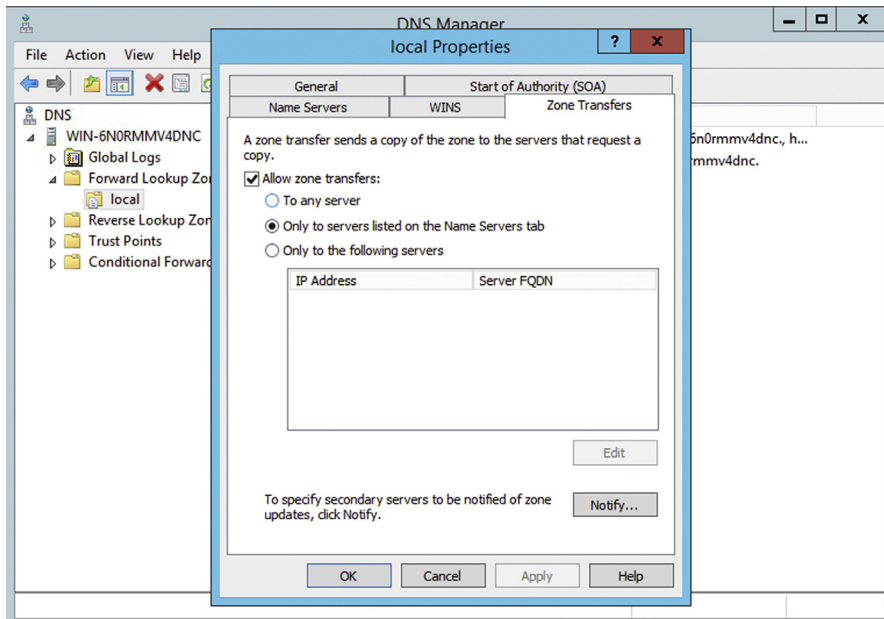 DNS Manager
File Action View Help
local Properties
? x
General Start of Authority (SOA)
Name Servers WINS Zone Transfers
A zone transfer sends a copy of the zone to the servers that request a
copy.
Allow zone transfers:
To any server
Only to servers listed on the Name Servers tab
Only to the following servers
IP Address Server FQDN
Edit
To specify secondary servers to be notified of zone
updates, click Notify.
Notify...
OK Cancel Apply Help
DNS
WIN-6N0RMMV4DNC
Global Logs
Forward Lookup Zo
local
Reverse Lookup Zor
Trust Points
Conditional Forward
6n0rmmv4dnc., h...
rmmv4dnc.